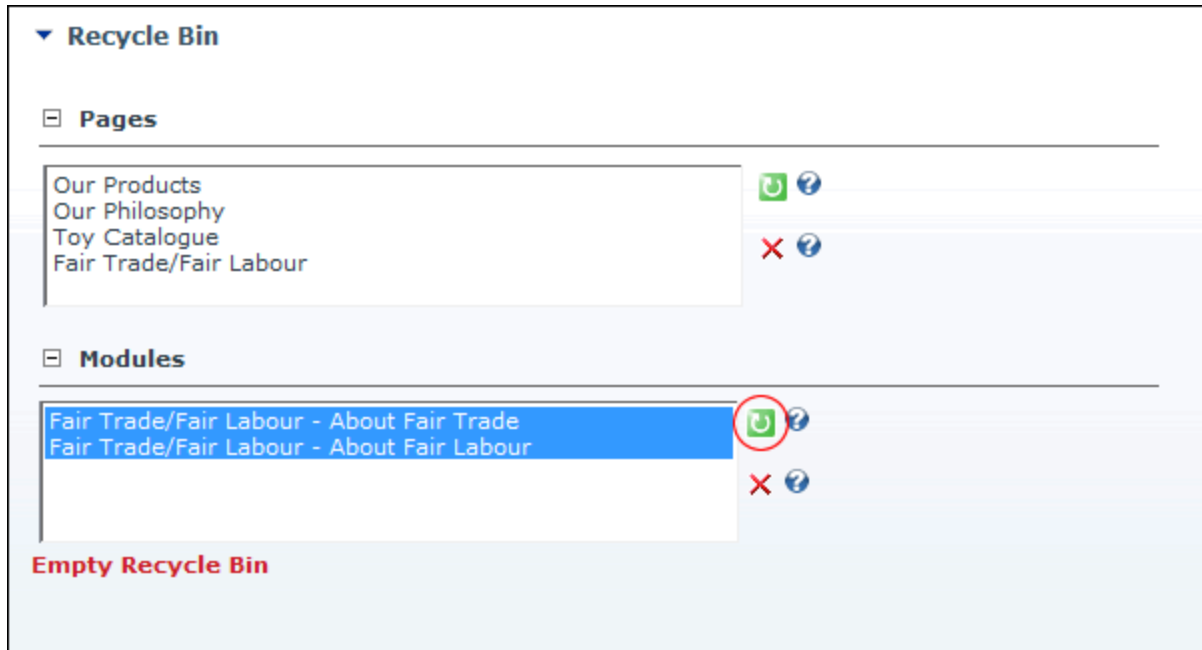 Recycle Bin
Pages
Our Products
Our Philosophy
Toy Catalogue
Fair Trade/Fair Labour
Modules
Fair Trade/Fair Labour - About Fair Trade
Fair Trade/Fair Labour - About Fair Labour
Empty Recycle Bin